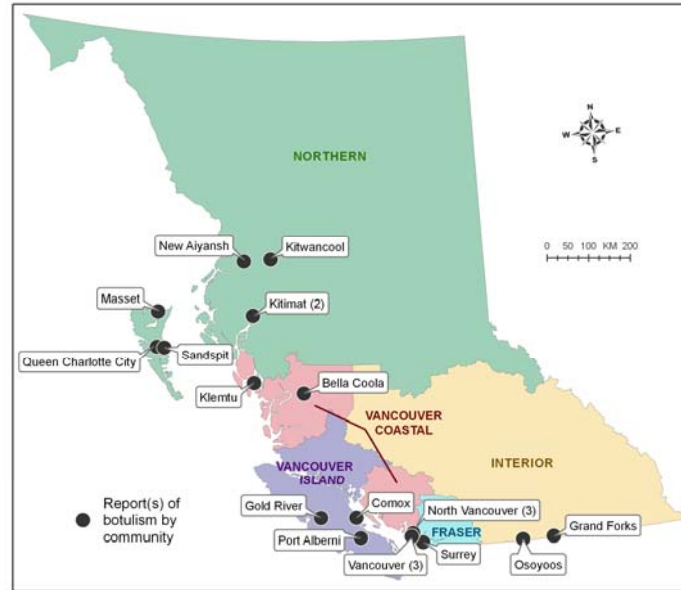 N
W
E
S
NORTHERN
0 50 100 KM 200
New Aiyansh
Kitwancool
Masset
Kitimat (2)
Queen Charlotte City
Sandspit
Klemtu
Bella Coola
VANCOUVER
COASTAL
VANCOUVER
ISLAND
INTERIOR
Gold River
Comox
North Vancouver (3)
Report(s) of
botulism by
community
Port Alberni
FRASER
Grand Forks
Surrey
Vancouver (3)
Osoyoos